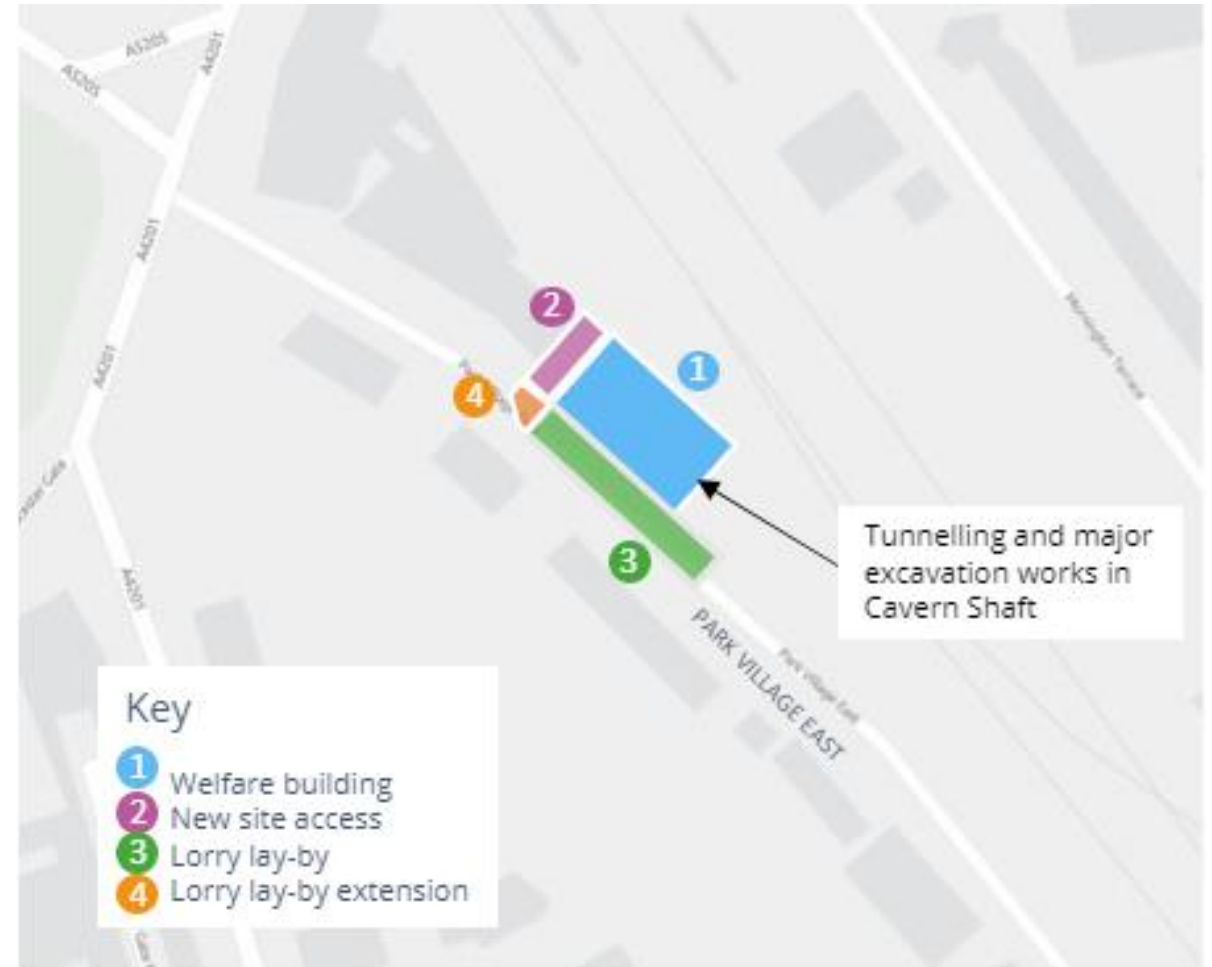 A5205
A4201
A5205
A4201
2
1
4
A4201
Mornington Terrace
Tunnelling and major
excavation works in
Cavern Shaft
3
A4201
PARK VILLAGE EAST
Park Village East
Key
1 Welfare building
2 New site access
3 Lorry lay-by
4 Lorry lay-by extension
Gate